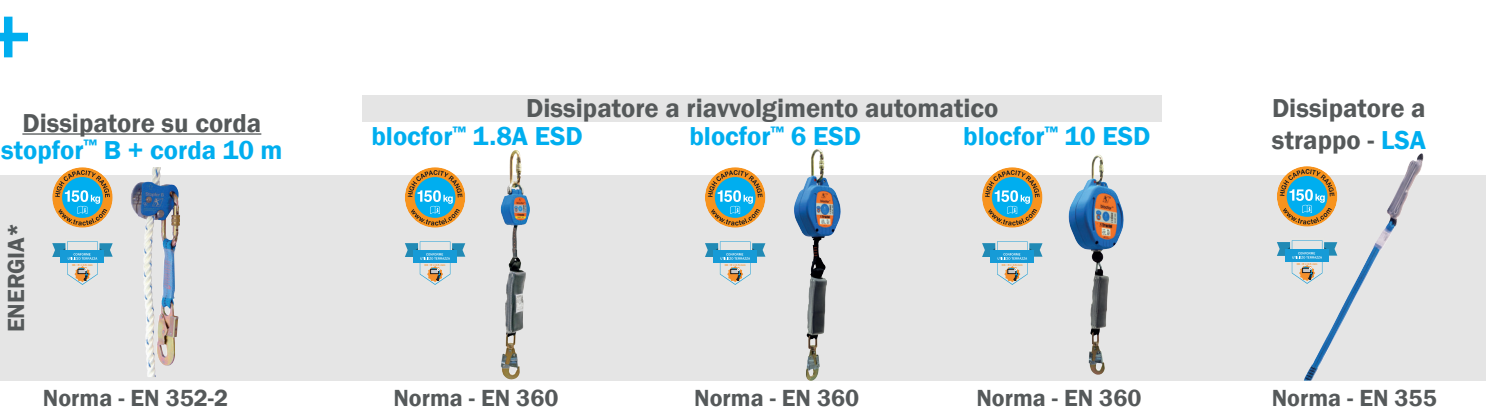 +
Dissipatore su corda
stopfor™ B + corda 10 m
Dissipatore a riavvolgimento automatico
blocfor™ 1.8A ESD
blocfor™ 6 ESD
blocfor™ 10 ESD
Dissipatore a
strappo - LSA
ENERGIA*
HIGH CAPACITY RANGE
150 kg
www.tractel.com
HIGH CAPACITY RANGE
150 kg
www.tractel.com
HIGH CAPACITY RANGE
150 kg
www.tractel.com
HIGH CAPACITY RANGE
150 kg
www.tractel.com
HIGH CAPACITY RANGE
150 kg
www.tractel.com
Norma - EN 352-2
Norma - EN 360
Norma - EN 360
Norma - EN 360
Norma - EN 355